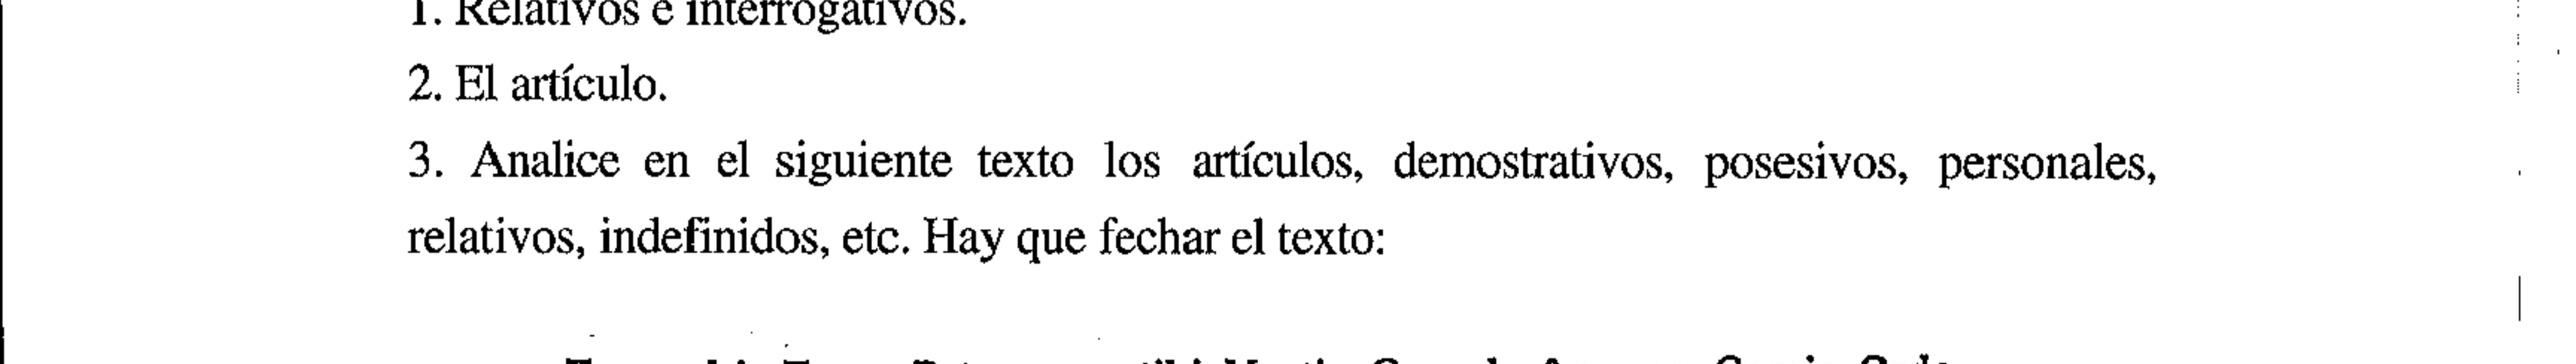 1. Relativos e interrogativos.
2. El artículo.
3. Analice en el siguiente texto los artículos, demostrativos, posesivos, personales,
relativos, indefinidos, etc. Hay que fechar el texto: